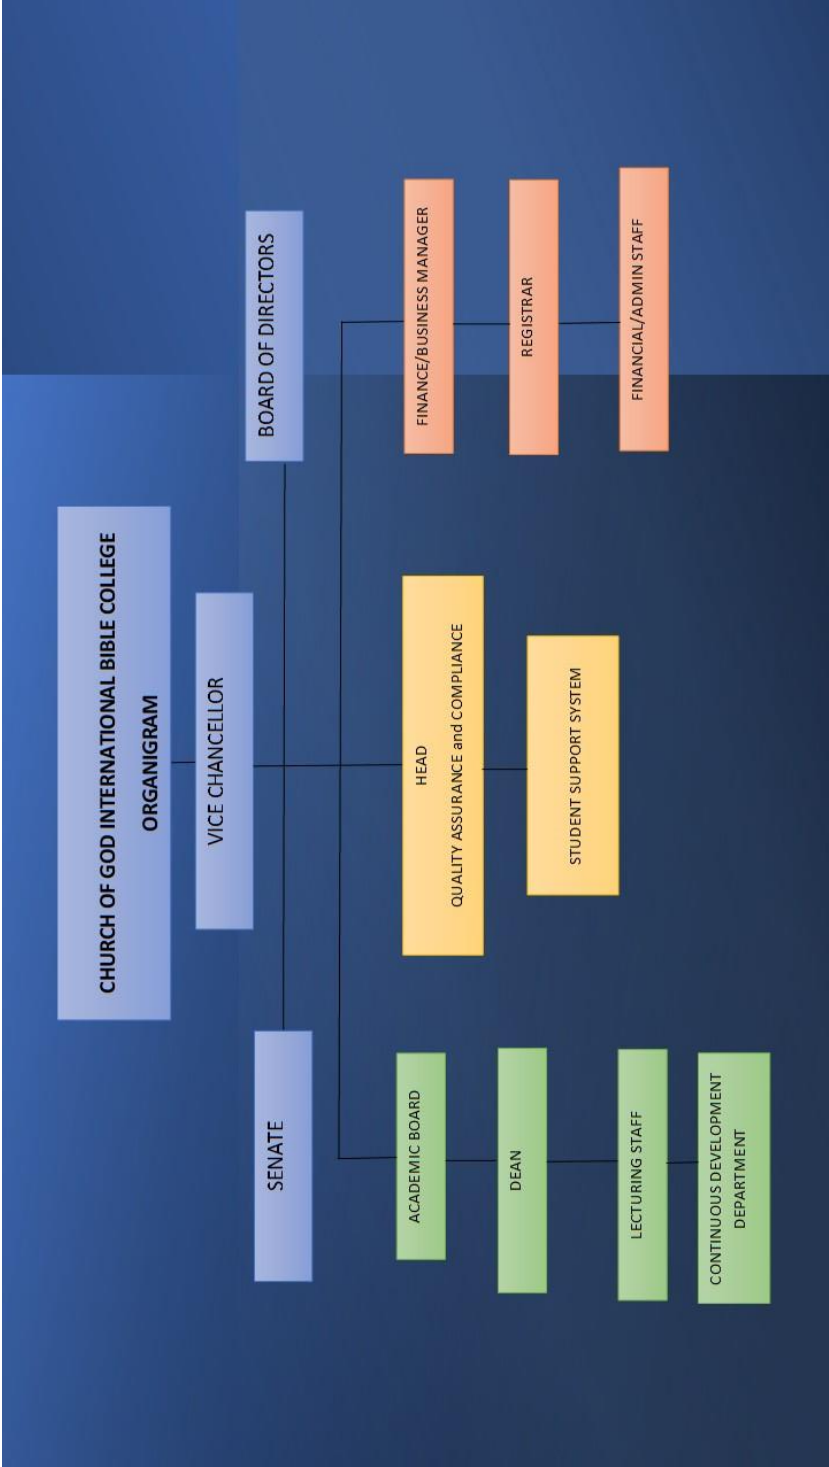 CHURCH OF GOD INTERNATIONAL BIBLE COLLEGE
ORGANIGRAM
VICE CHANCELLOR
SENATE
BOARD OF DIRECTORS
ACADEMIC BOARD
DEAN
LECTURING STAFF
CONTINUOUS DEVELOPMENT
DEPARTMENT
HEAD
QUALITY ASSURANCE and COMPLIANCE
STUDENT SUPPORT SYSTEM
FINANCE/BUSINESS MANAGER
REGISTRAR
FINANCIAL/ADMIN STAFF